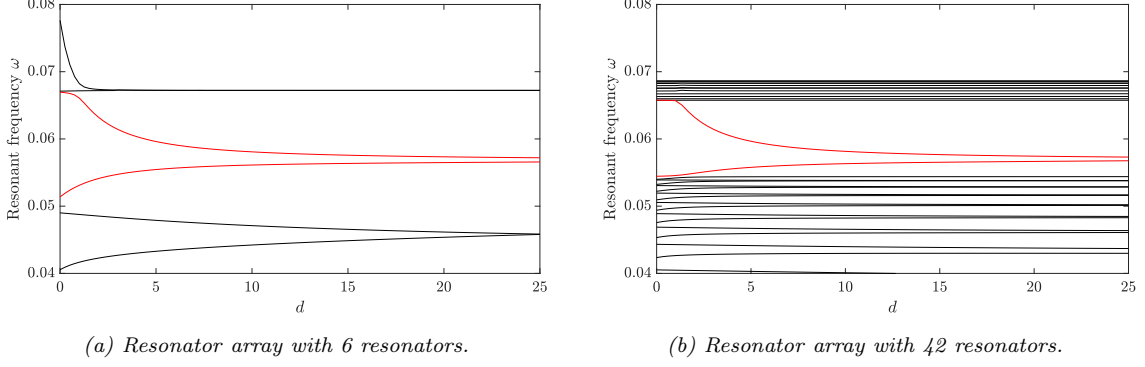 0.08
0.07
0.06
0.05
0.04
Resonant frequency ω
0 5 10 15 20 25
d
(a) Resonator array with 6 resonators.
0.08
0.07
0.06
0.05
0.04
Resonant frequency ω
0 5 10 15 20 25
d
(b) Resonator array with 42 resonators.